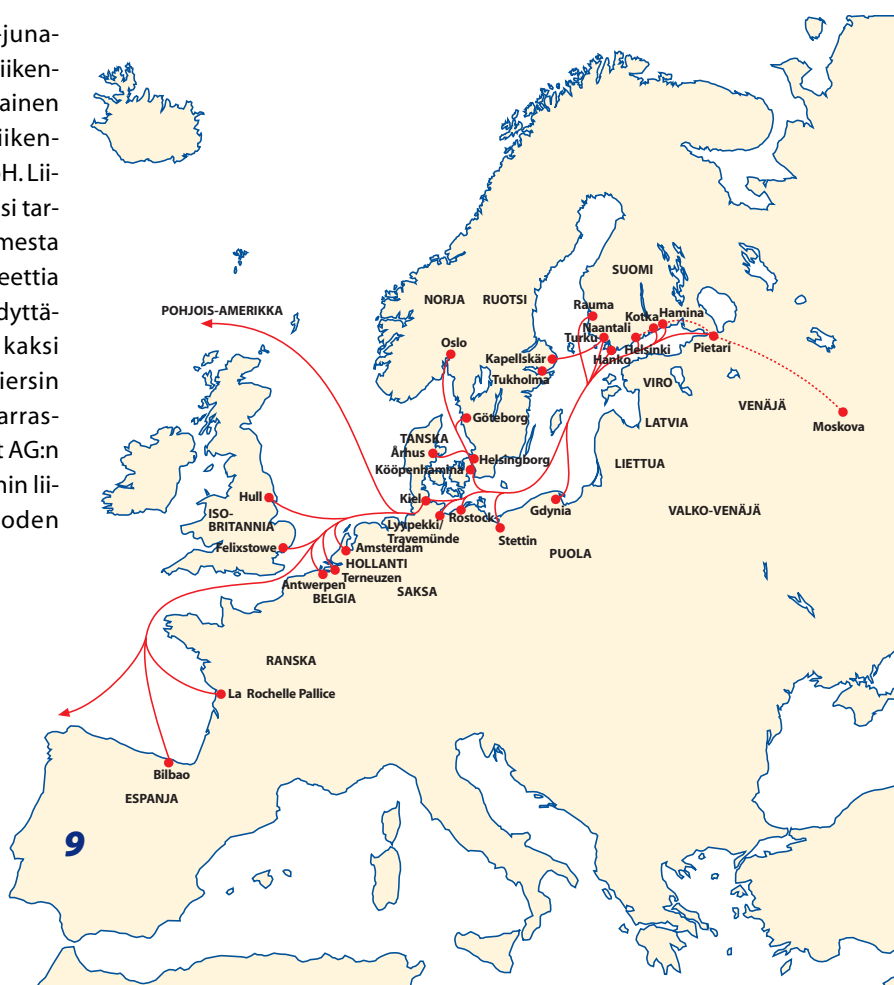 -juna-
iiken-
ainen
iiken-
H. Lii-
si tar-
mesta
eettia
dyttä-
kaksi
iersin
arras-
t AG:n
nin lii-
oden
POHJOIS-AMERIKKA
NORJA
RUOTSI
SUOMI
Rauma
Naantali
Turku
Kotka
Hamina
Hanko
Helsinki
Pietari
Oslo
Kapellskär
Tukholma
VIRO
VENÄJÄ
Moskova
LATVIA
Göteborg
TANSKA
Århus
Helsingborg
Kööpenhamina
LIETTUA
Kiel
Lyypekki/
Travemünde
Rostock
Gdynia
Stettin
VALKO-VENÄJÄ
PUOLA
Hull
ISO-
BRITANNIA
Felixstowe
Amsterdam
HOLLANTI
Terneuzen
Antwerpen
BELGIA
SAKSA
RANSKA
La Rochelle Pallice
Bilbao
ESPANJA
9